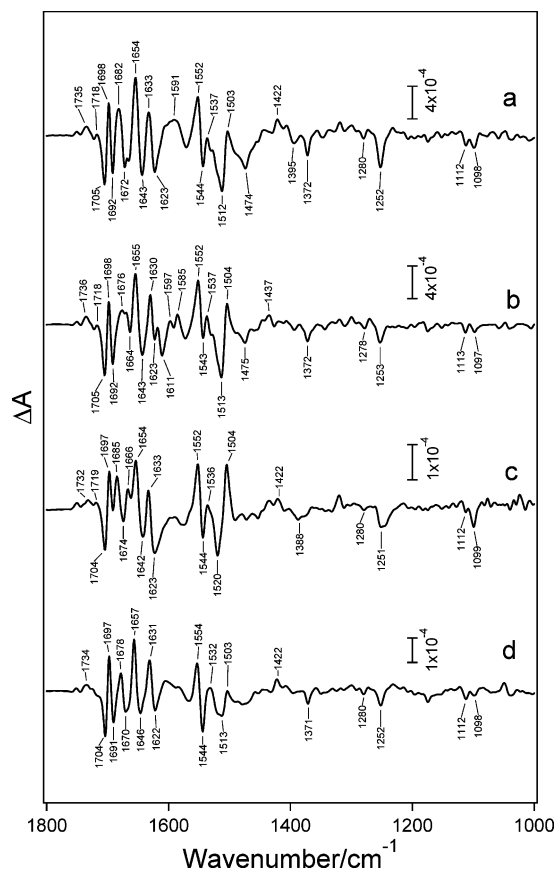 1735 1718 1698 1682 1654 1633 1591 1552 1537 1503 1422
4x10-4 a
1705 1692 1672 1643 1623 1544 1512 1474 1395 1372 1280 1252 1112 1098
1736 1718 1698 1676 1655 1630 1597 1585 1552 1537 1504 1437
4x10-4 b
1705 1692 1664 1643 1623 1611 1543 1513 1475 1372 1278 1253 1113 1097
ΔA
1732 1719 1697 1685 1666 1654 1633 1552 1536 1504 1422
1x10-4 c
1704 1674 1642 1623 1544 1520 1388 1280 1251 1112 1099
1734 1697 1678 1657 1631 1554 1532 1503 1422
1x10-4 d
1704 1691 1670 1646 1622 1544 1513 1371 1280 1252 1112 1098
1800 1600 1400 1200 1000
Wavenumber/cm-1